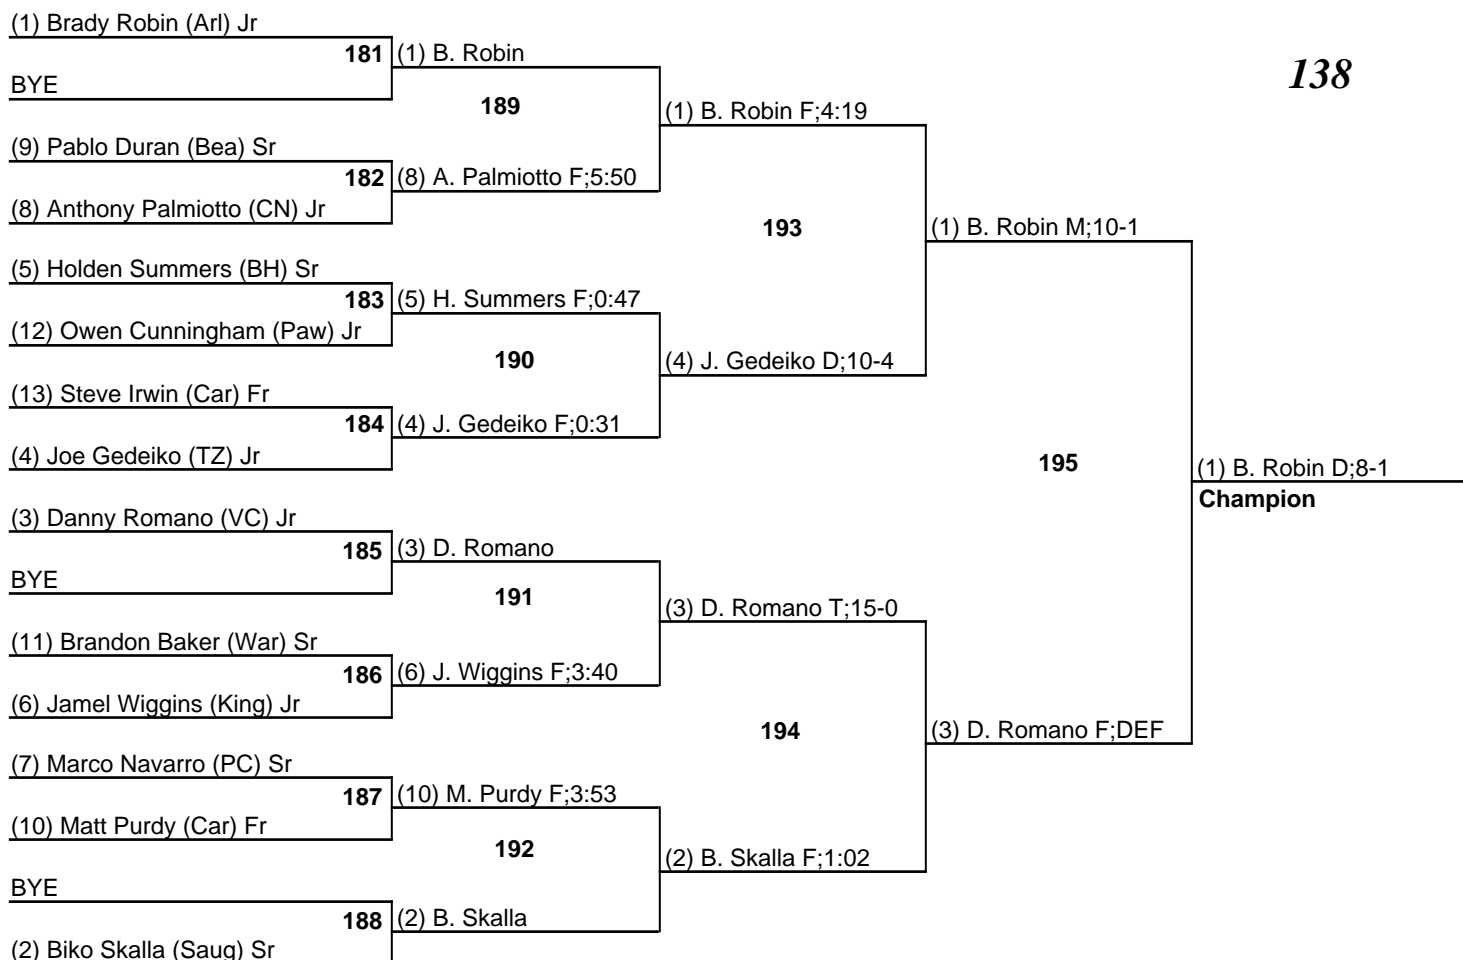 (1) Brady Robin (Arl) Jr
181 (1) B. Robin
138
BYE
189
(1) B. Robin F;4:19
(9) Pablo Duran (Bea) Sr
182 (8) A. Palmiotto F;5:50
(8) Anthony Palmiotto (CN) Jr
193
(1) B. Robin M;10-1
(5) Holden Summers (BH) Sr
183 (5) H. Summers F;0:47
(12) Owen Cunningham (Paw) Jr
190
(4) J. Gedeiko D;10-4
(13) Steve Irwin (Car) Fr
184 (4) J. Gedeiko F;0:31
(4) Joe Gedeiko (TZ) Jr
195
(1) B. Robin D;8-1
Champion
(3) Danny Romano (VC) Jr
185 (3) D. Romano
BYE
191
(3) D. Romano T;15-0
(11) Brandon Baker (War) Sr
186 (6) J. Wiggins F;3:40
(6) Jamel Wiggins (King) Jr
194
(3) D. Romano F;DEF
(7) Marco Navarro (PC) Sr
187 (10) M. Purdy F;3:53
(10) Matt Purdy (Car) Fr
192
(2) B. Skalla F;1:02
BYE
188 (2) B. Skalla
(2) Biko Skalla (Saug) Sr